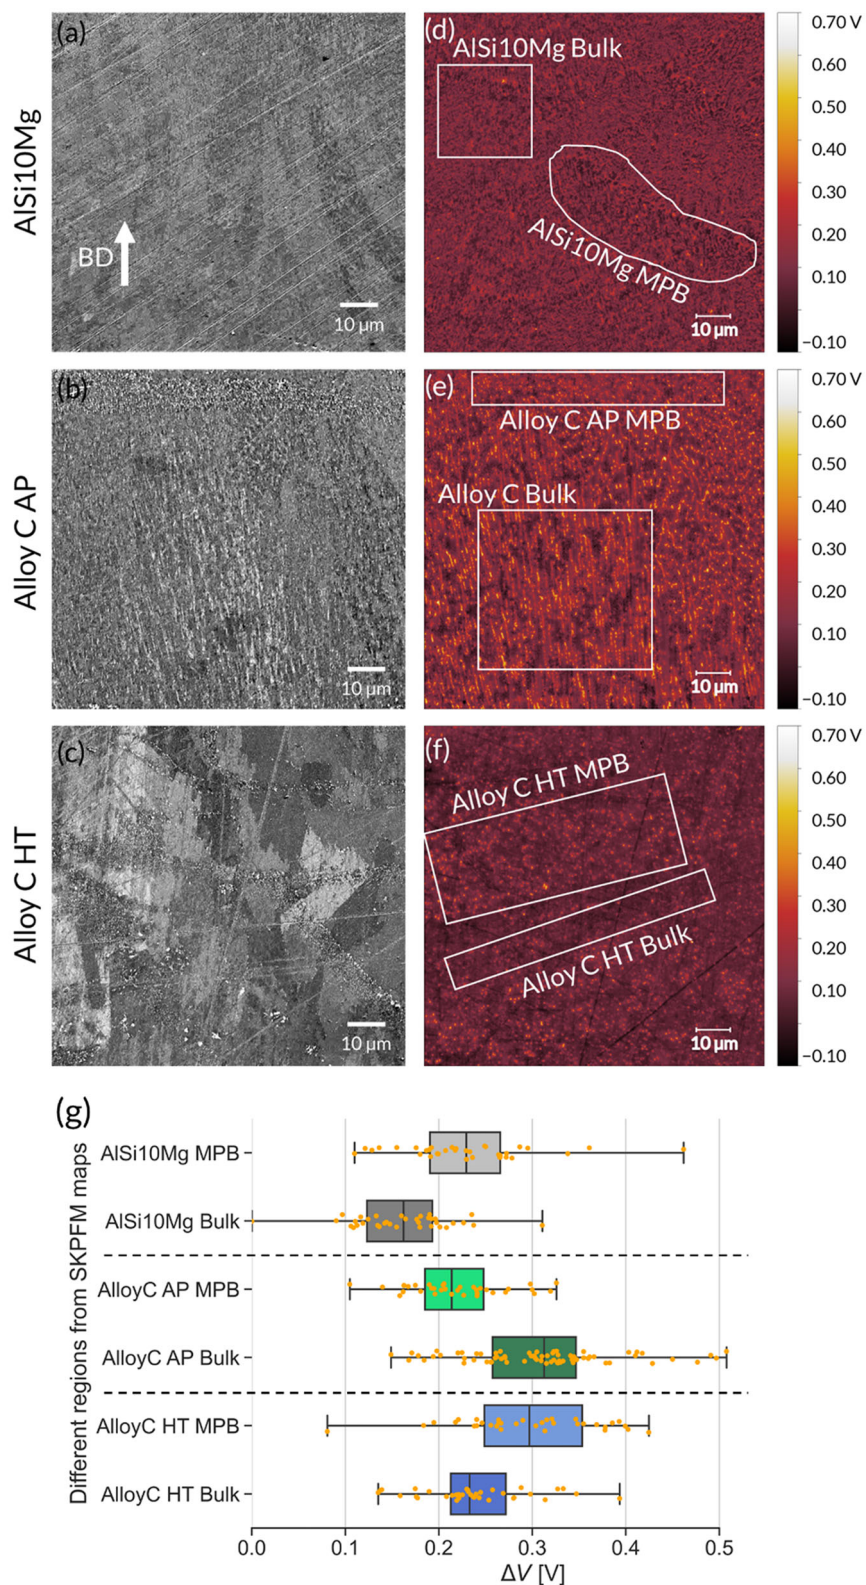 AlSi10Mg
(a)
BD
10 µm
(d)
AlSi10Mg Bulk
AlSi10Mg MPB
10 µm
0.70 V
0.60
0.50
0.40
0.30
0.20
0.10
−0.10
Alloy C AP
(b)
10 µm
(e)
Alloy C AP MPB
Alloy C Bulk
10 µm
0.70 V
0.60
0.50
0.40
0.30
0.20
0.10
−0.10
Alloy C HT
(c)
10 µm
(f)
Alloy C HT MPB
Alloy C HT Bulk
10 µm
0.70 V
0.60
0.50
0.40
0.30
0.20
0.10
−0.10
(g)
Different regions from SKPFM maps
AlSi10Mg MPB
AlSi10Mg Bulk
AlloyC AP MPB
AlloyC AP Bulk
AlloyC HT MPB
AlloyC HT Bulk
0.0 0.1 0.2 0.3 0.4 0.5
ΔV [V]